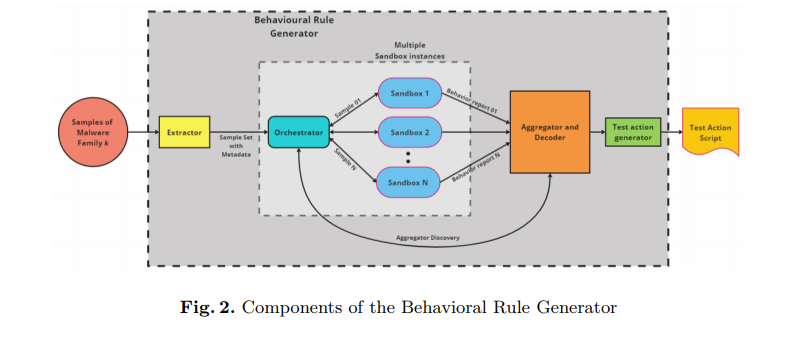 Behavioural Rule
Generator
Multiple
Sandbox instances
Samples of
Malware
Family k
Extractor
Sample Set
with
Metadata
Orchestrator
Sample 01
Sample N
Sandbox 1
Sandbox 2
Sandbox N
Behavior report 01
Behavior report N
Aggregator and
Decoder
Test action
generator
Test Action
Script
Aggregator Discovery
Fig. 2. Components of the Behavioral Rule Generator